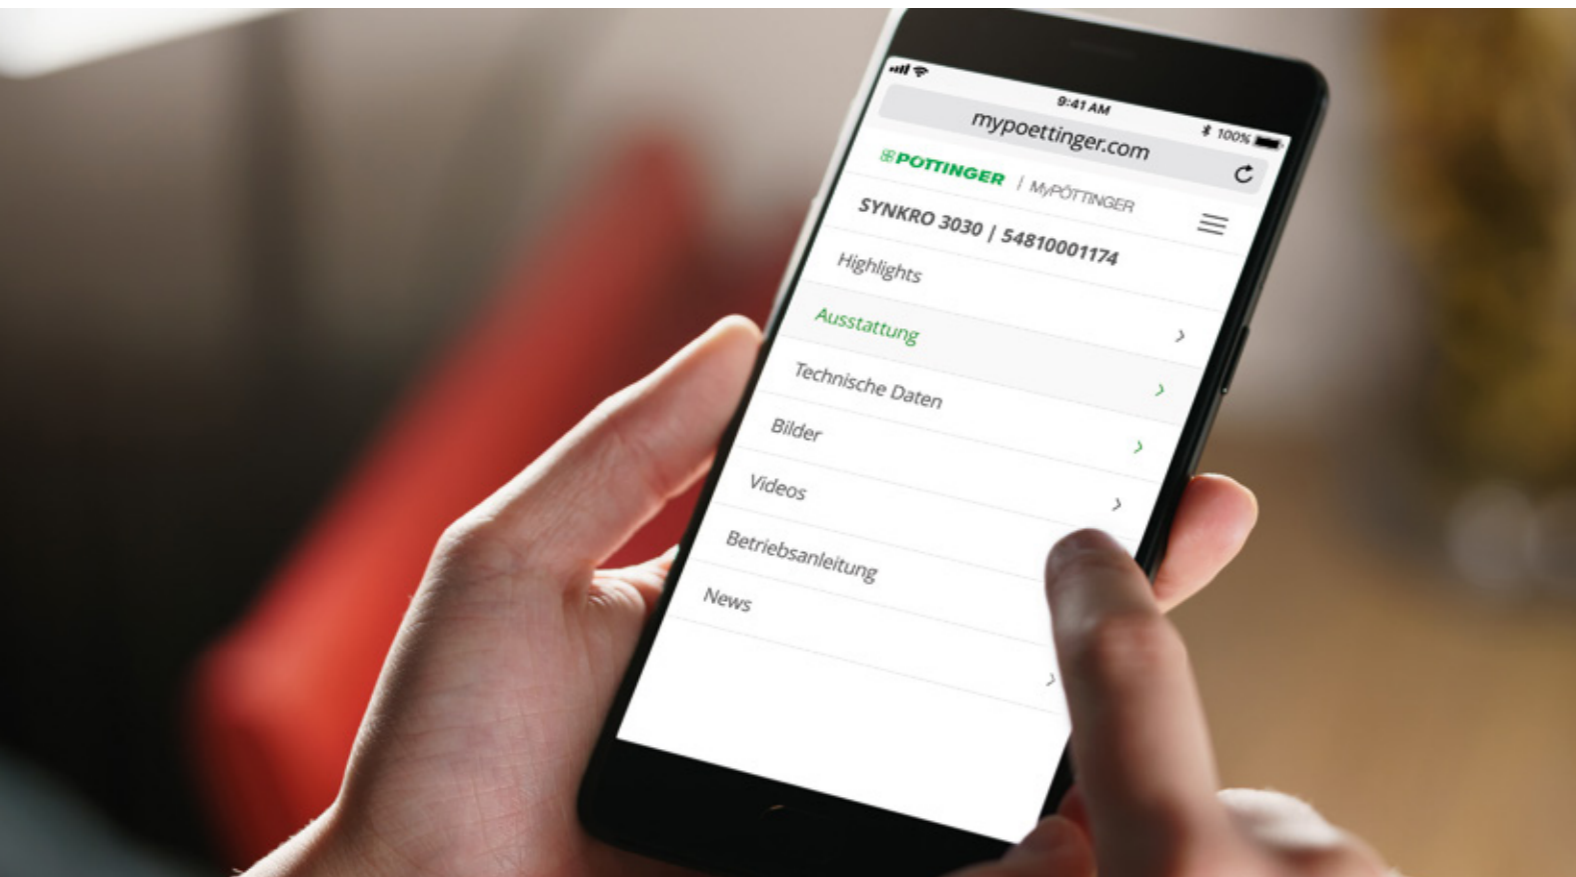 9:41 AM
100%
mypoettinger.com
PÖTTINGER | MyPÖTTINGER
SYNKRO 3030 | 54810001174
Highlights
Ausstattung
Technische Daten
Bilder
Videos
Betriebsanleitung
News